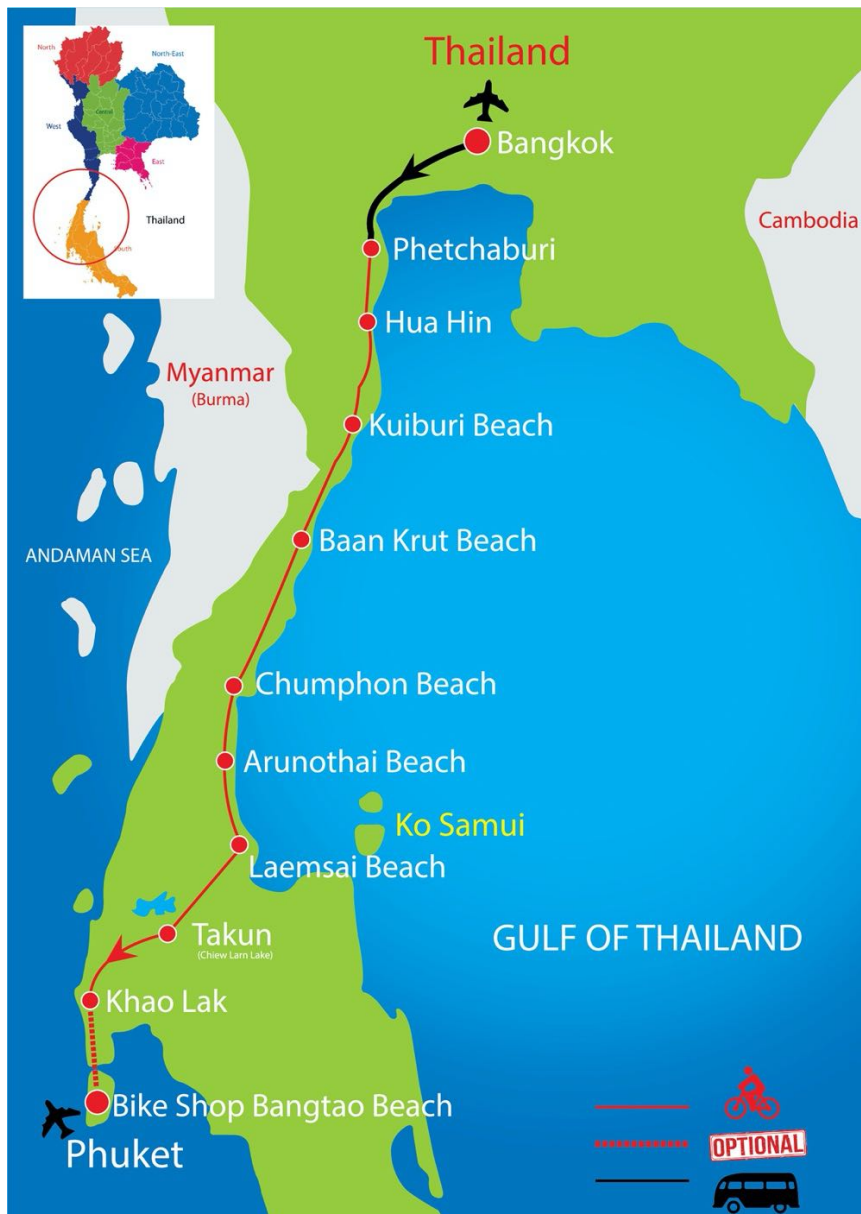 North
North-East
Central
West
East
Thailand
South
Thailand
Bangkok
Cambodia
Phetchaburi
Hua Hin
Myanmar
(Burma)
Kuiburi Beach
Baan Krut Beach
ANDAMAN SEA
Chumphon Beach
Arunothai Beach
Ko Samui
Laemsai Beach
Takun
(Chiew Larn Lake)
GULF OF THAILAND
Khao Lak
Bike Shop Bangtao Beach
Phuket
OPTIONAL